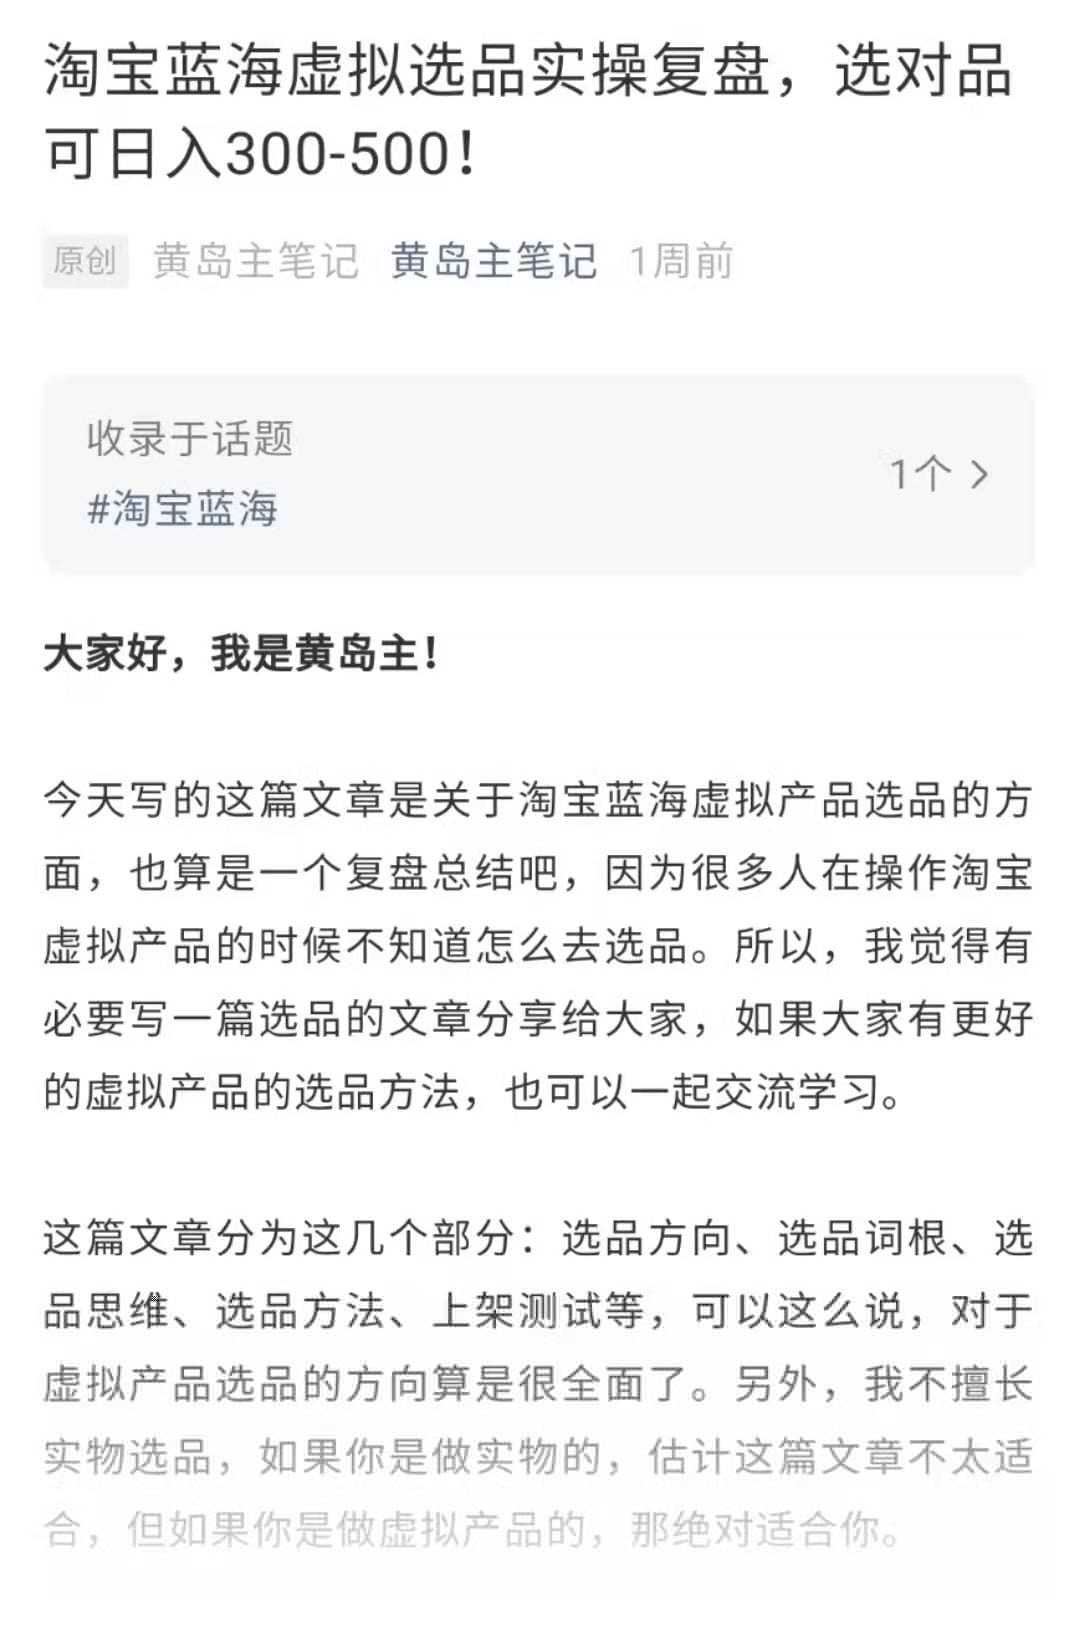 淘宝蓝海虚拟选品实操复盘，选对品
可日入300-500！
原创 黄岛主笔记 黄岛主笔记 1周前
收录于话题
#淘宝蓝海
1个 >
大家好，我是黄岛主！
今天写的这篇文章是关于淘宝蓝海虚拟产品选品的方
面，也算是一个复盘总结吧，因为很多人在操作淘宝
虚拟产品的时候不知道怎么去选品。所以，我觉得有
必要写一篇选品的文章分享给大家，如果大家有更好
的虚拟产品的选品方法，也可以一起交流学习。
这篇文章分为这几个部分：选品方向、选品词根、选
品思维、选品方法、上架测试等，可以这么说，对于
虚拟产品选品的方向算是很全面了。另外，我不擅长
实物选品，如果你是做实物的，估计这篇文章不太适
合，但如果你是做虚拟产品的，那绝对适合你。